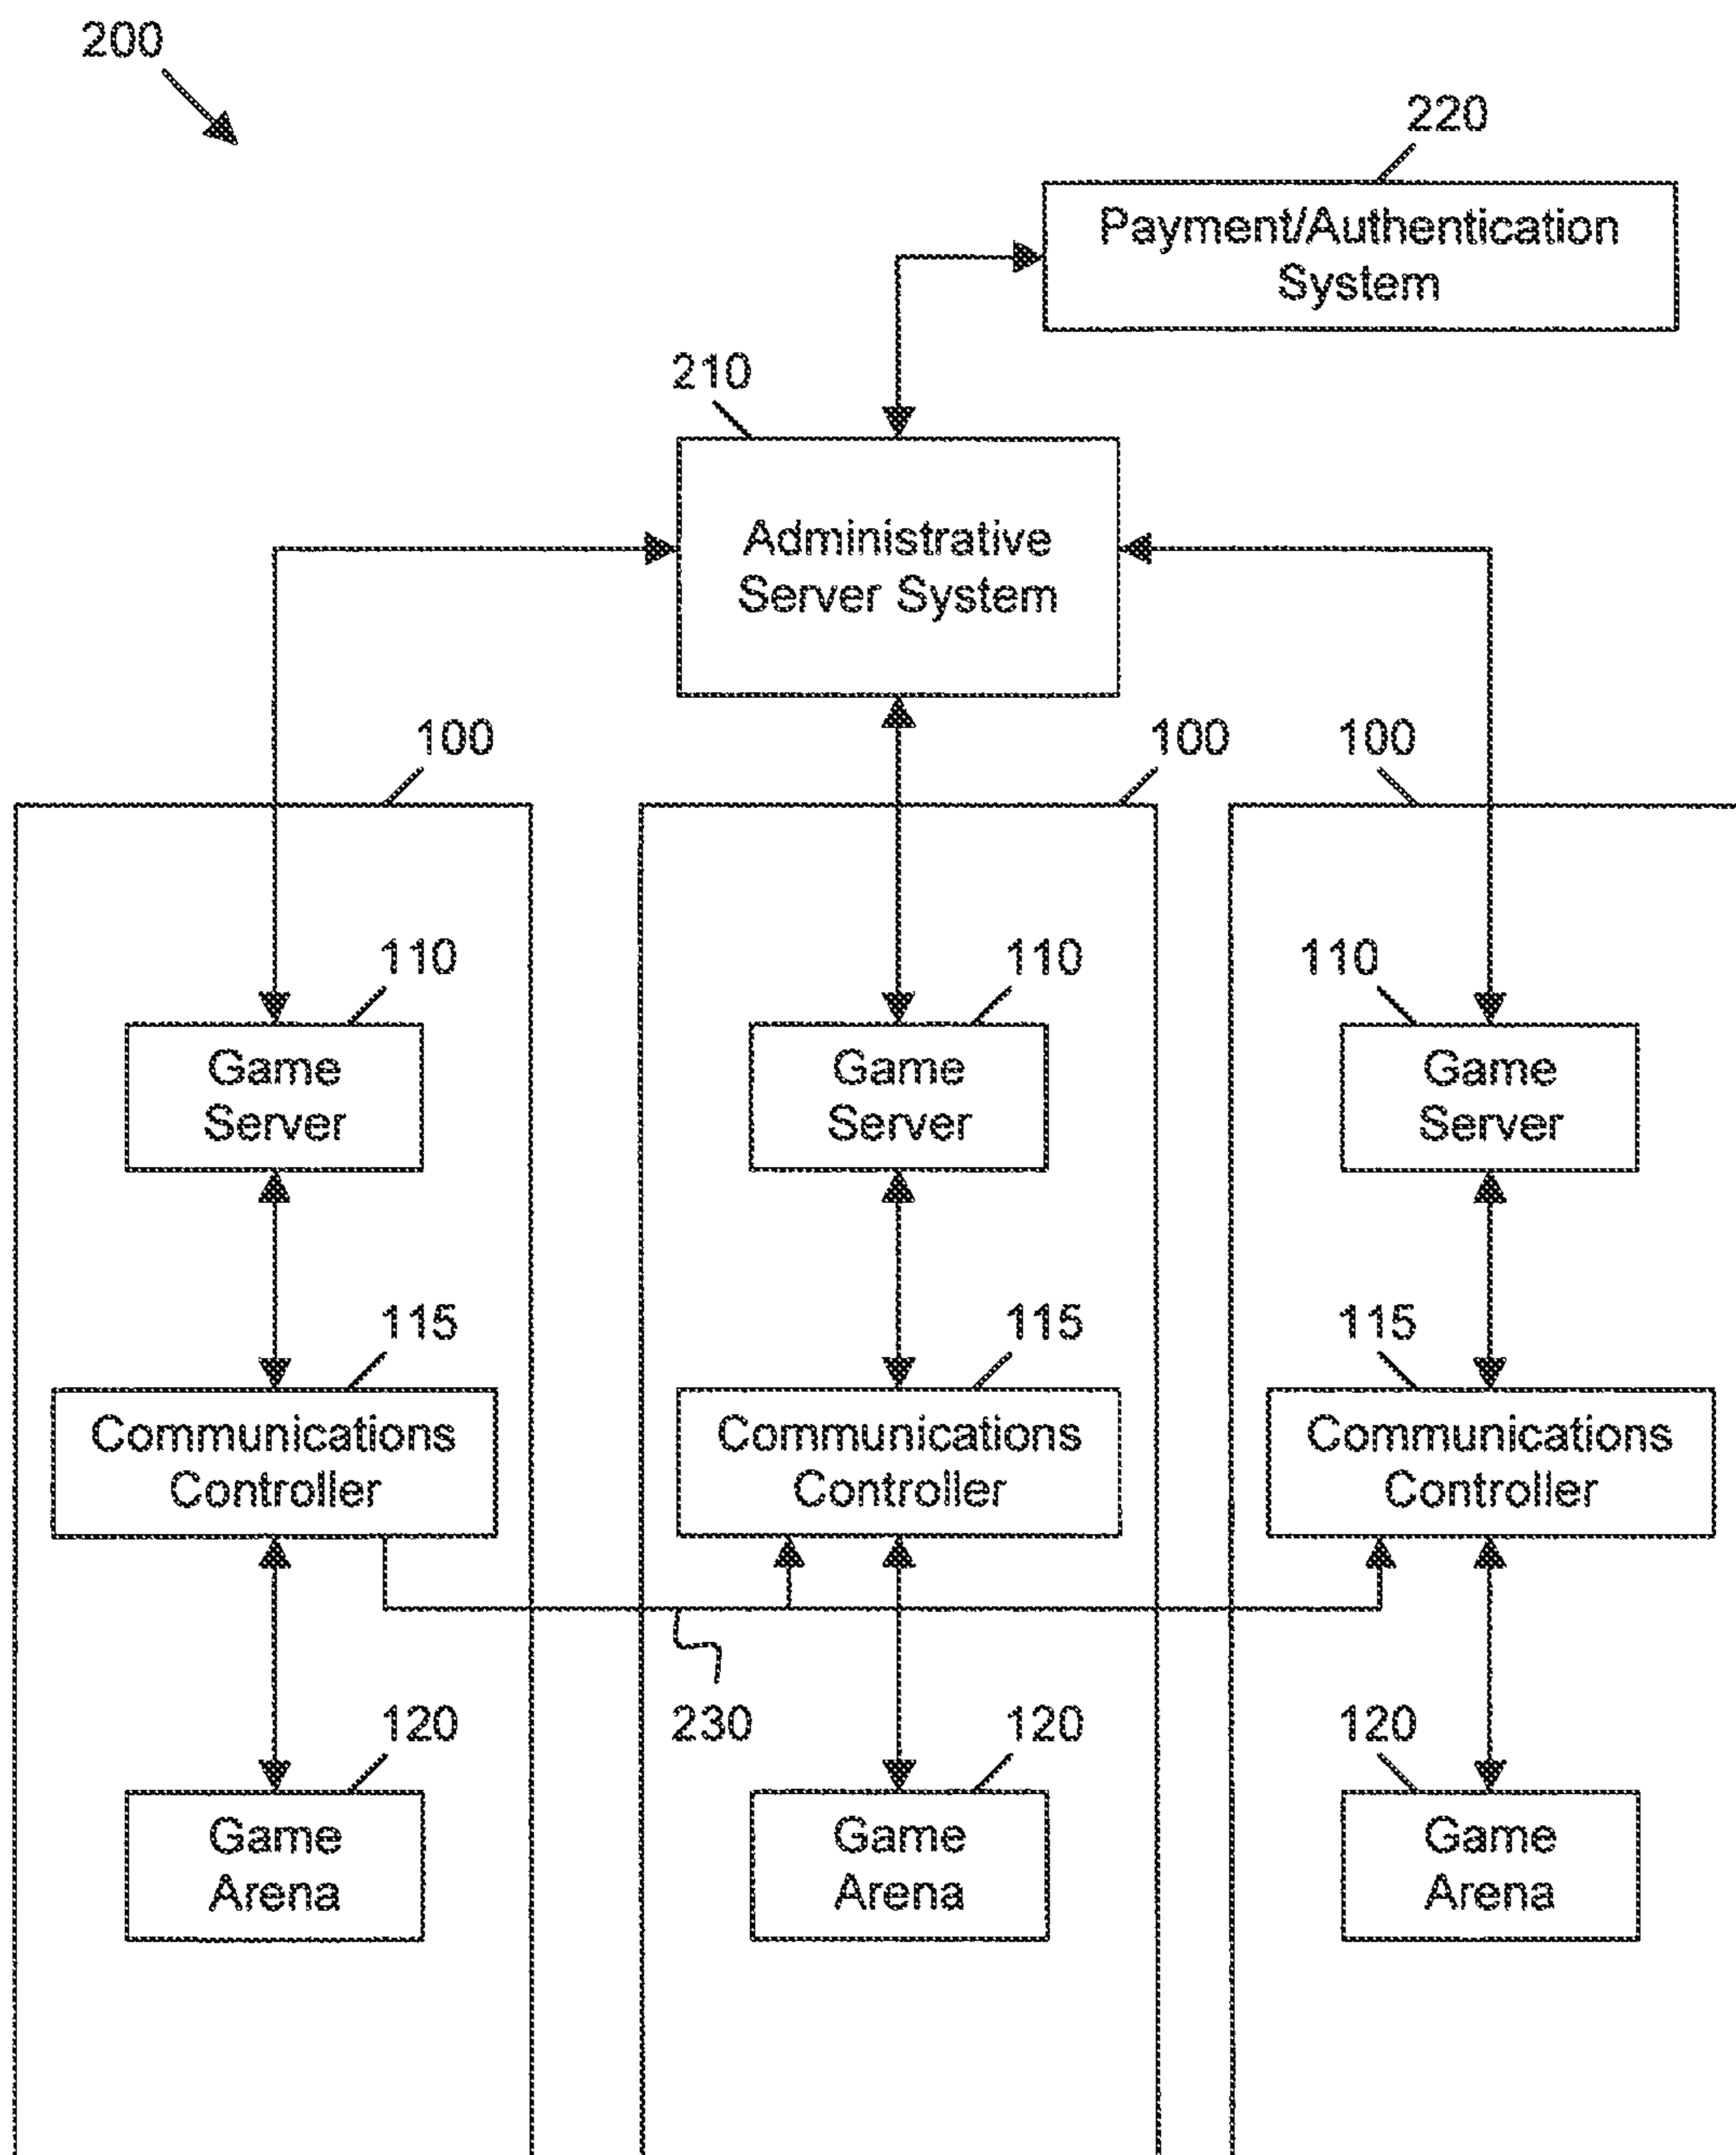 200
220
Payment/Authentication
System
210
Administrative
Server System
100
100
100
110
110
110
Game
Server
Game
Server
Game
Server
115
115
115
Communications
Controller
Communications
Controller
Communications
Controller
230
120
120
120
Game
Arena
Game
Arena
Game
Arena